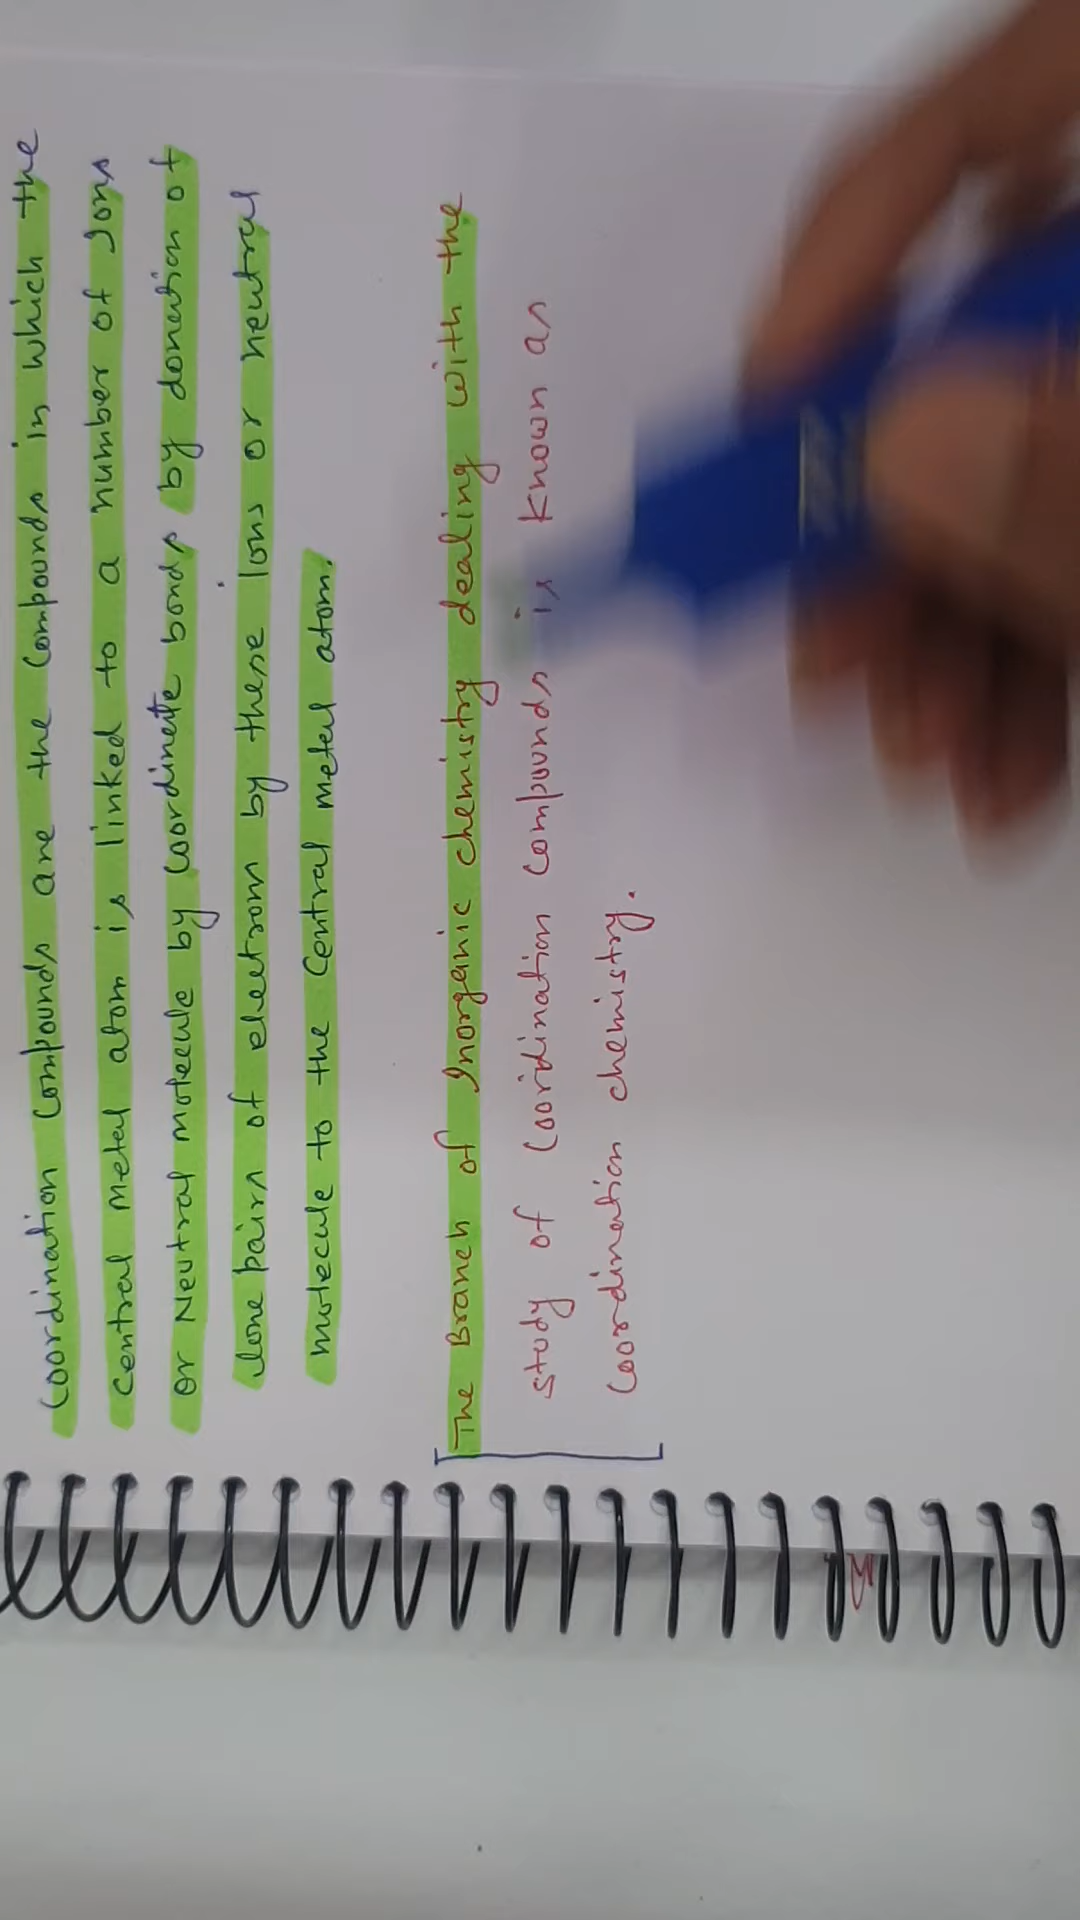 Coordination Compounds are the Compounds in which the
central metal atom is linked to a number of Ions
or Neutral molecule by Coordinate bonds by donation of
lone pairs of electrons by these Ions or neutral
molecule to the Central metal atom.
The Branch of Inorganic chemistry dealing with the
study of Coordination Compounds is known as
Coordination chemistry.